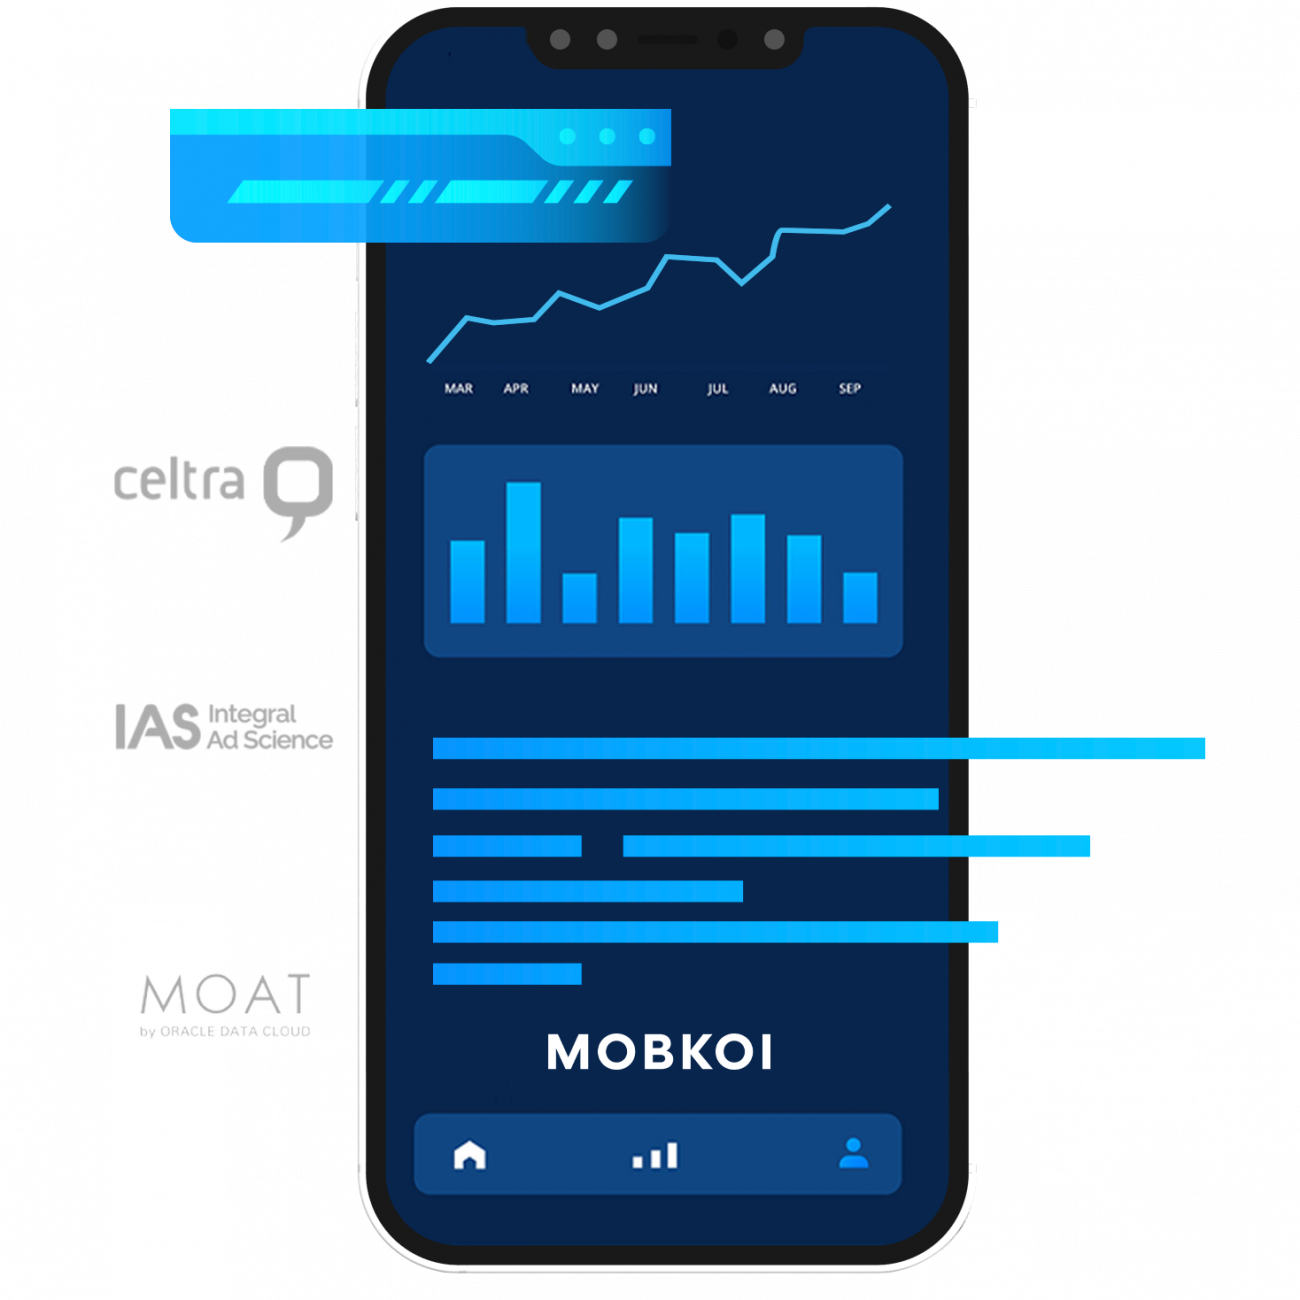 MAR APR MAY JUN JUL AUG SEP
celtra
IAS Integral
Ad Science
MOAT
by ORACLE DATA CLOUD
MOBKOI